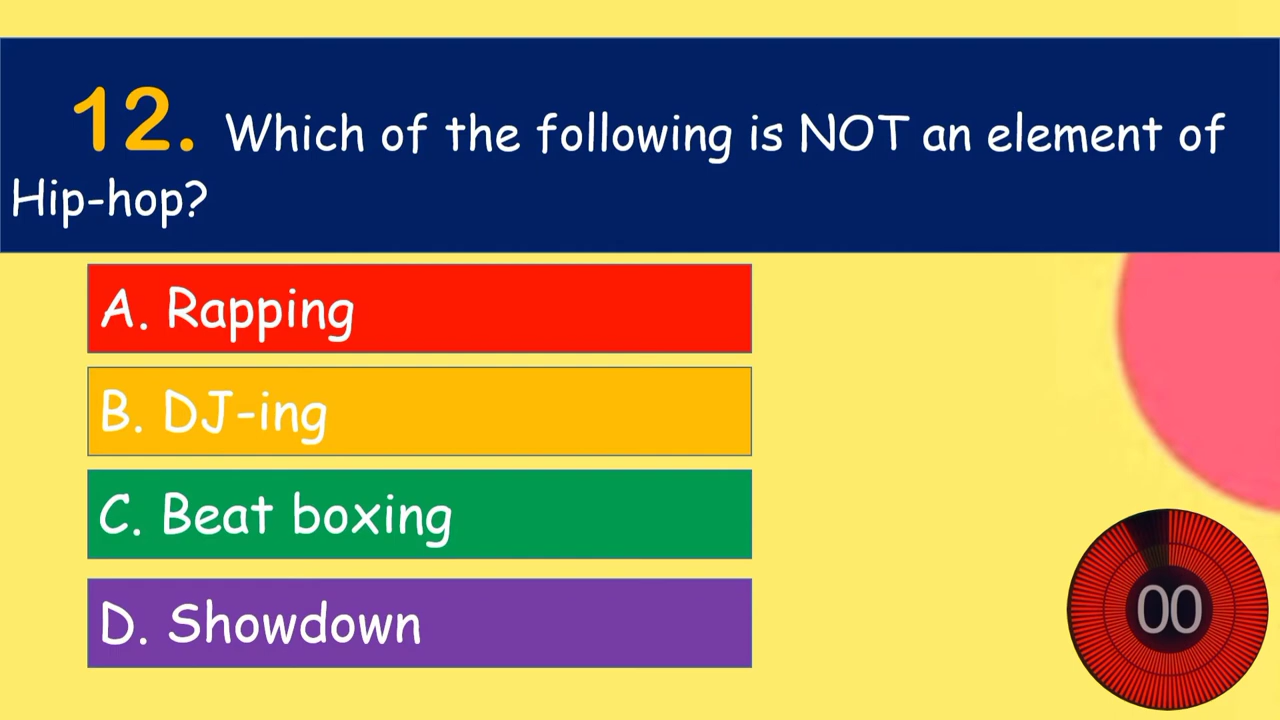 12. Which of the following is NOT an element of
Hip-hop?
A. Rapping
B. DJ-ing
C. Beat boxing
D. Showdown
00